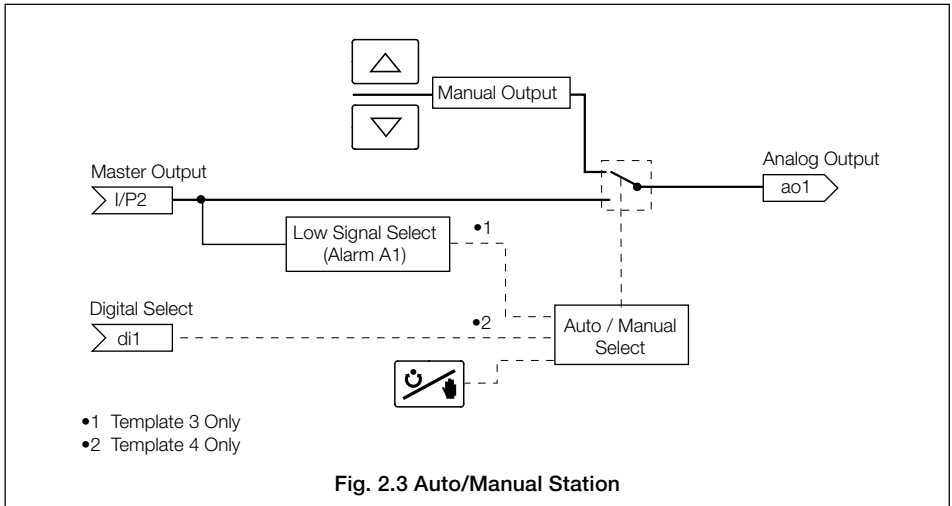 Manual Output
Master Output
I/P2
Analog Output
ao1
Low Signal Select
(Alarm A1)
•1
Digital Select
di1
•2
Auto / Manual
Select
•1 Template 3 Only
•2 Template 4 Only
Fig. 2.3 Auto/Manual Station